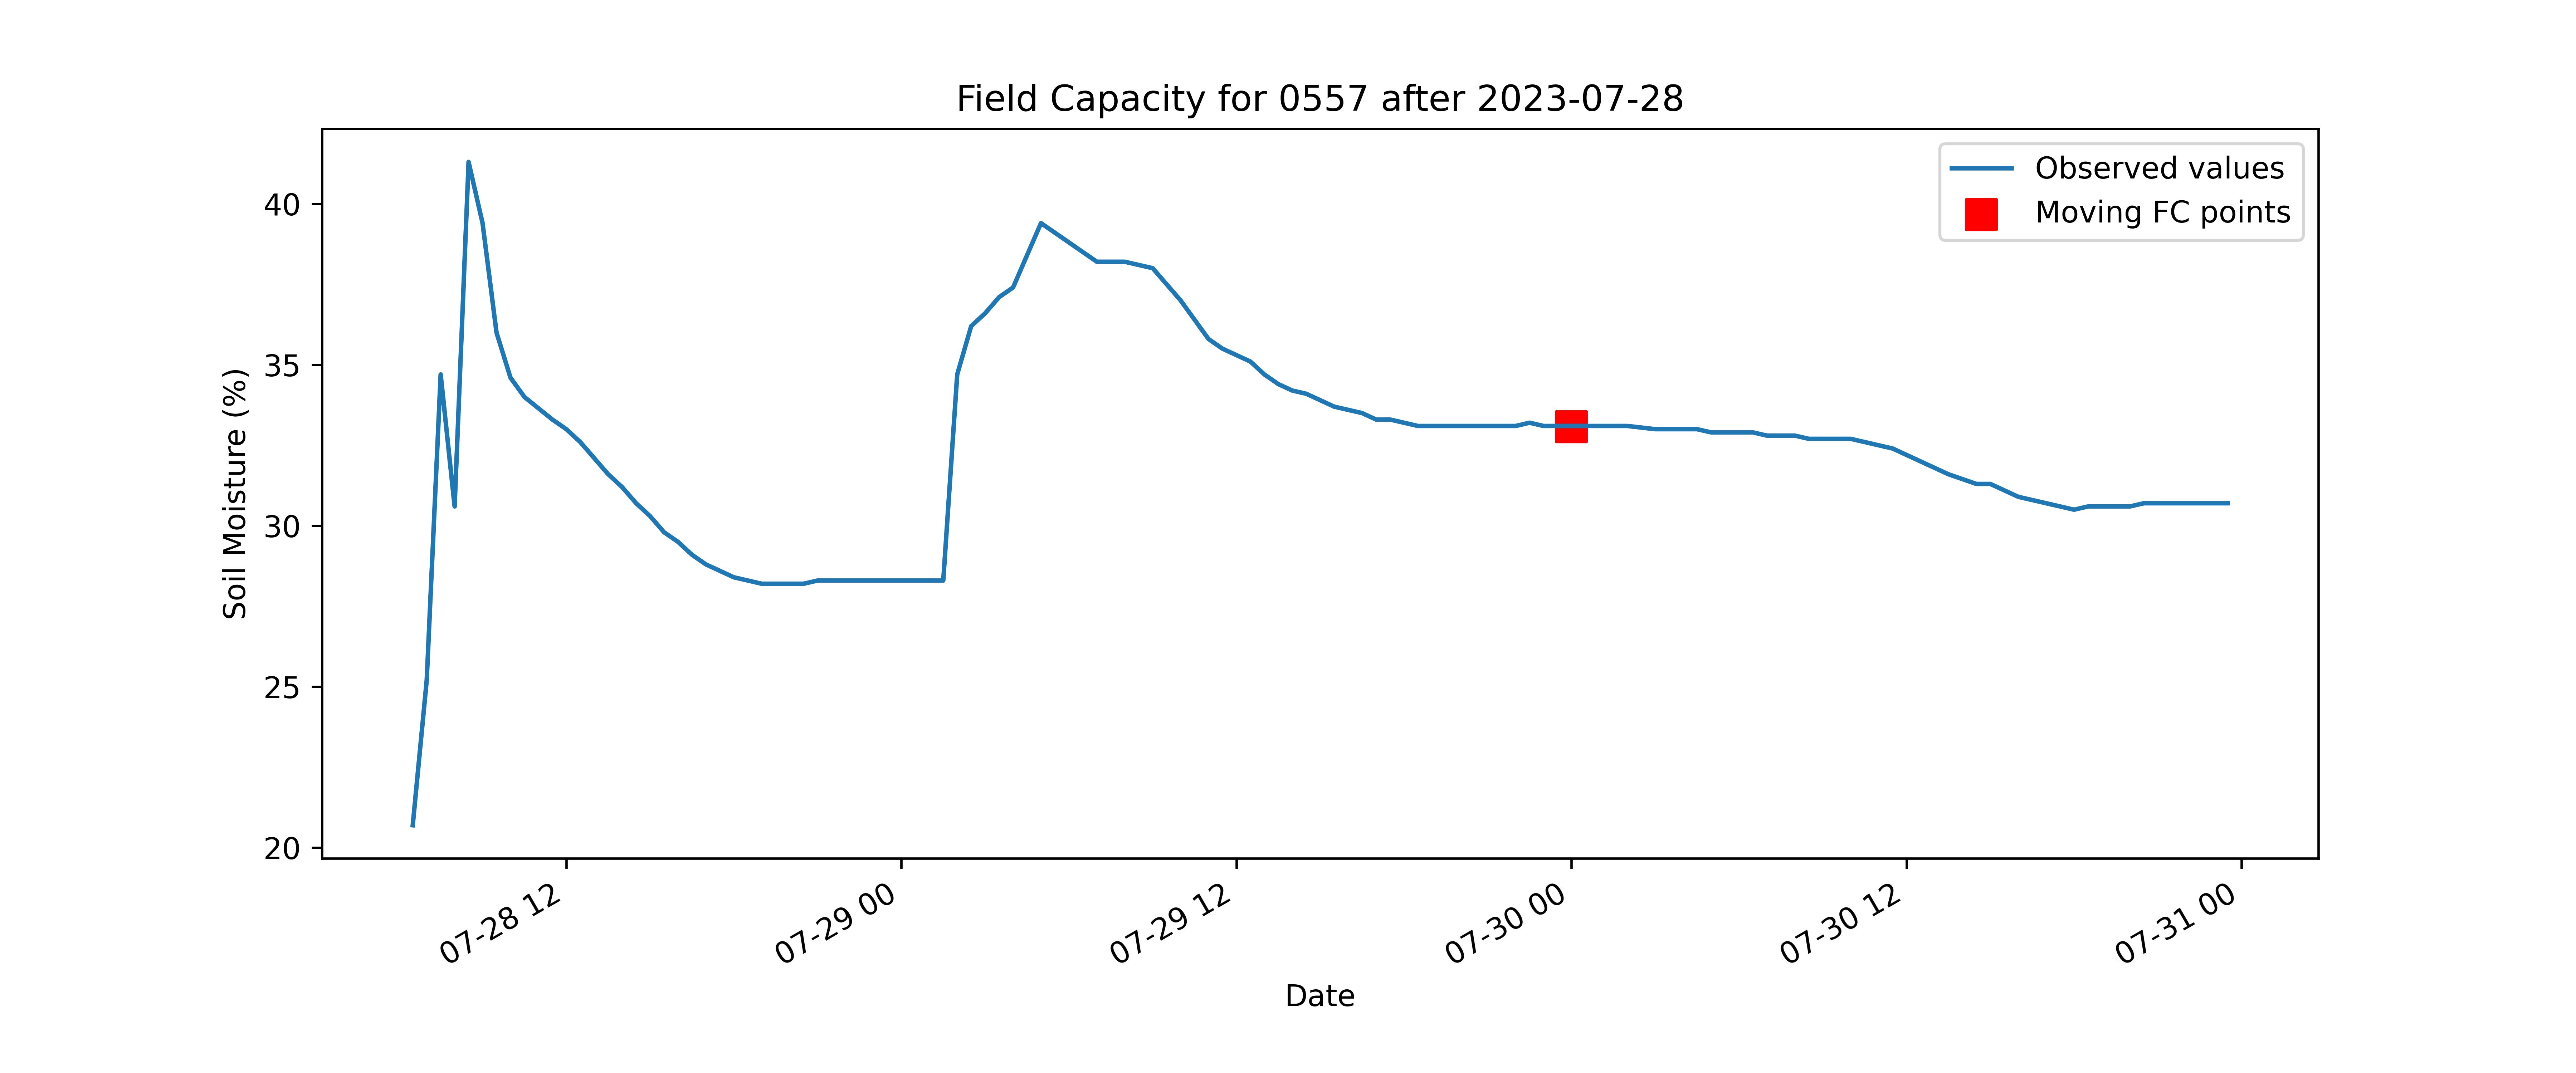 Field Capacity for 0557 after 2023-07-28
Observed values
Moving FC points
Soil Moisture (%)
40
35
30
25
20
07-28 12
07-29 00
07-29 12
07-30 00
07-30 12
07-31 00
Date